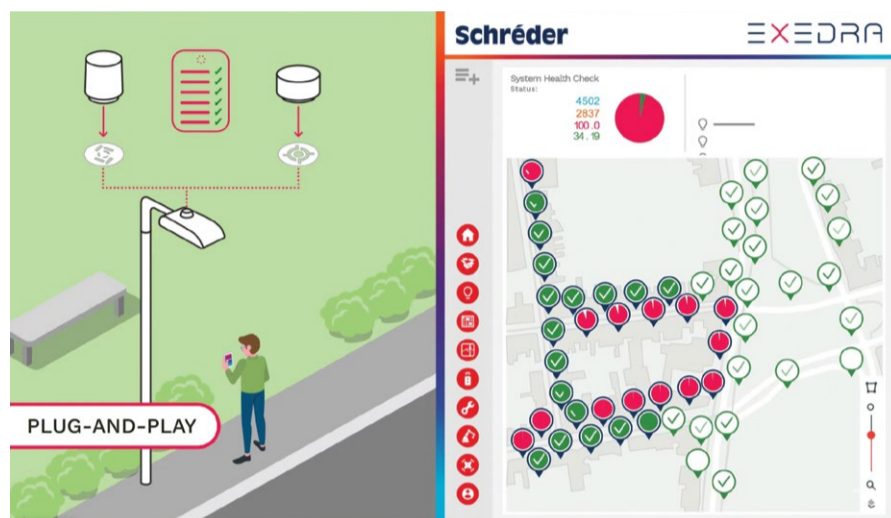 PLUG-AND-PLAY
Schréder
EXEDRA
System Health Check
Status:
4502
2837
100.0
34.19